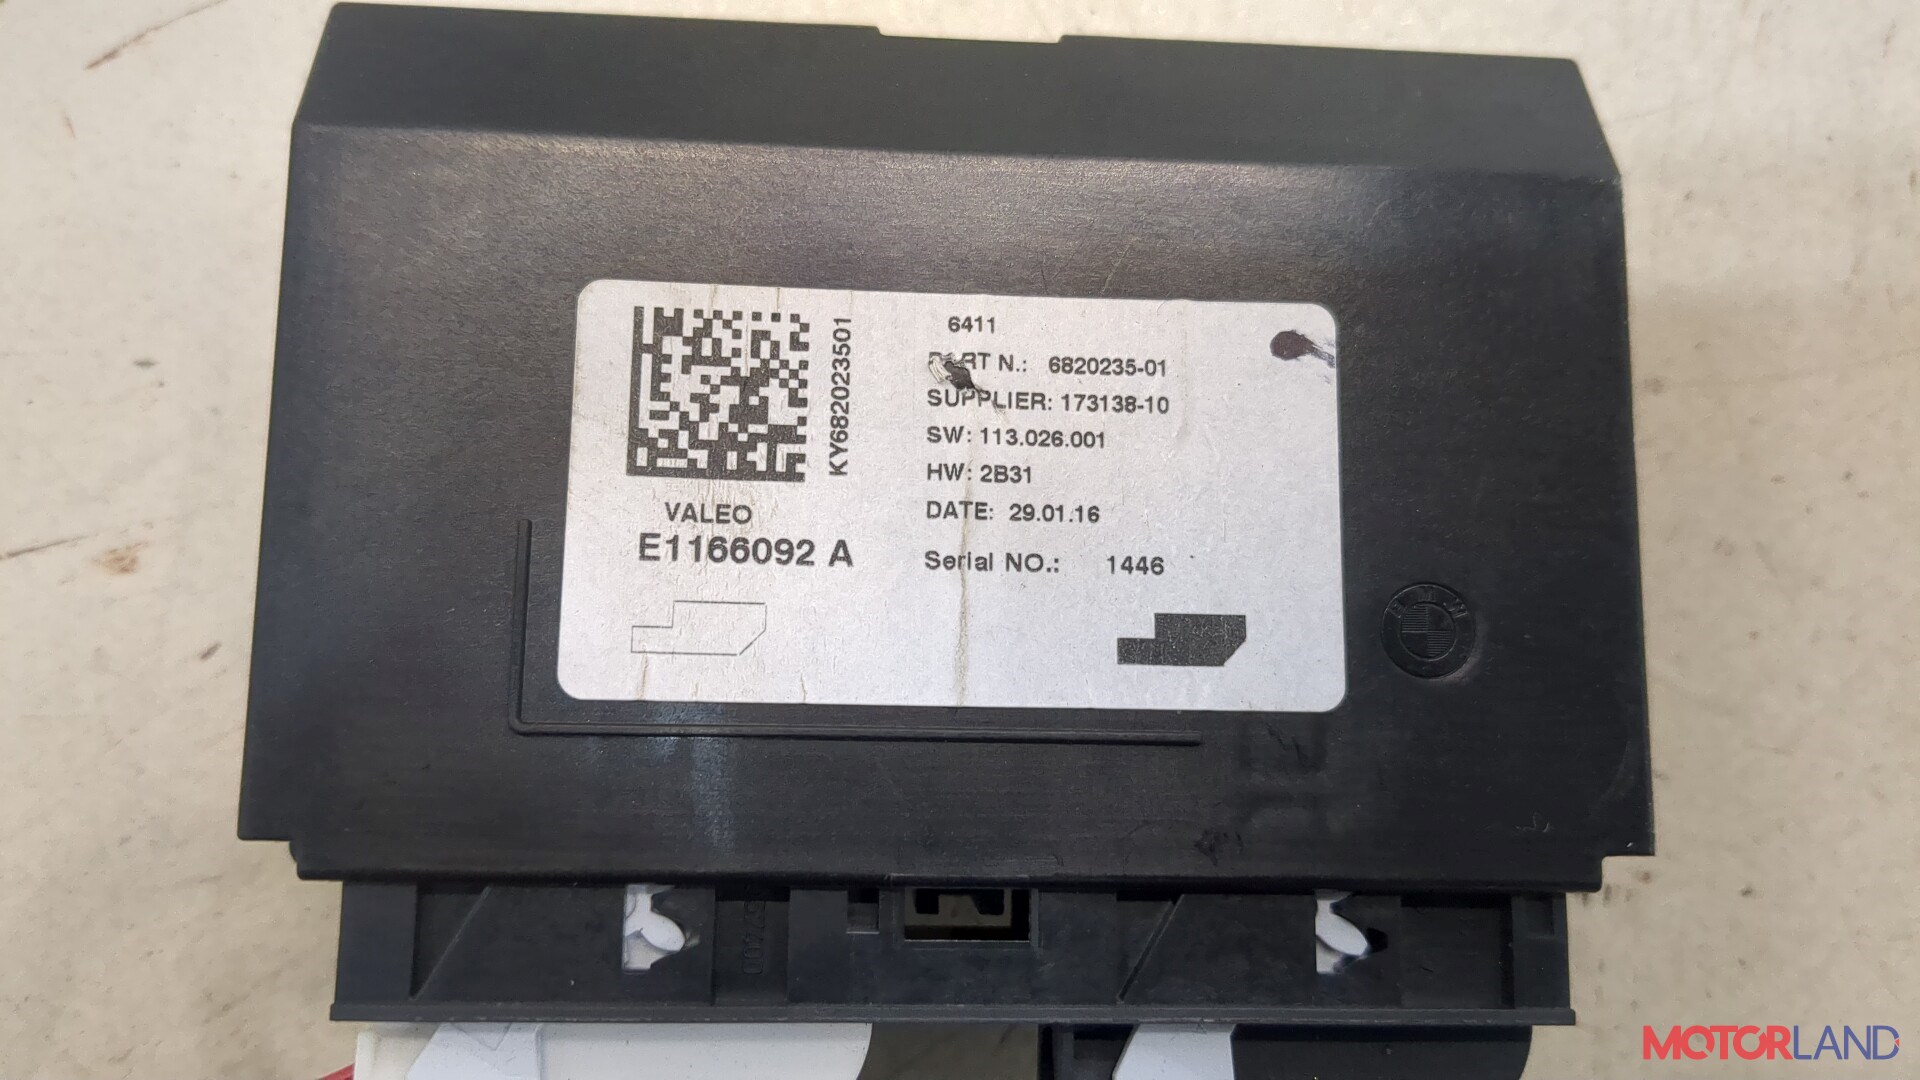 6411
PART N.: 6820235-01
SUPPLIER: 173138-10
SW: 113.026.001
HW: 2B31
DATE: 29.01.16
Serial NO.: 1446
KY682023501
VALEO
E1166092 A
BMW
MOTORLAND